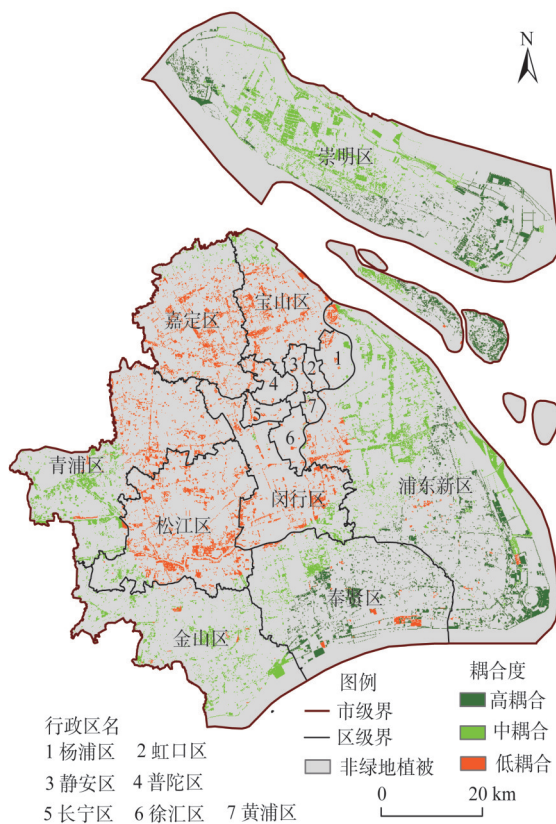 N
崇明区
嘉定区
宝山区
1
2
3
4
5
6
7
青浦区
松江区
闵行区
浦东新区
奉贤区
金山区
图例
市级界
区级界
非绿地植被
耦合度
高耦合
中耦合
低耦合
行政区名
1 杨浦区 2 虹口区
3 静安区 4 普陀区
5 长宁区 6 徐汇区 7 黄浦区
0 20 km